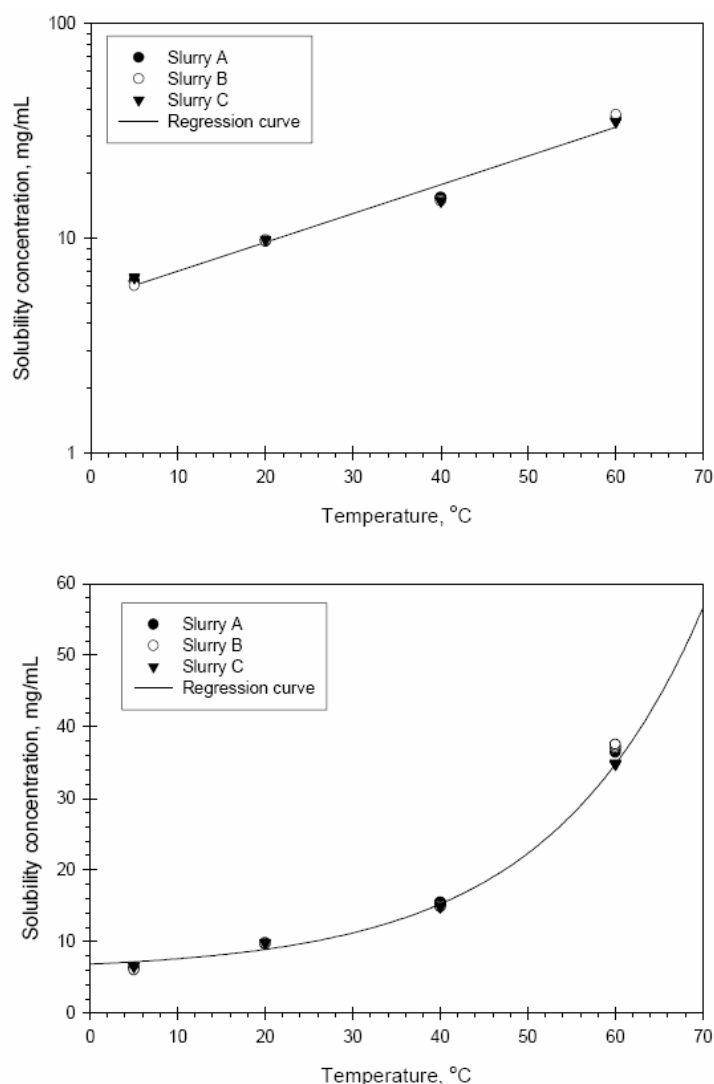 100
Slurry A
Slurry B
Slurry C
Regression curve
10
1
Solubility concentration, mg/mL
0 10 20 30 40 50 60 70
Temperature, °C
60
Slurry A
Slurry B
Slurry C
Regression curve
50
40
30
20
10
0
Solubility concentration, mg/mL
0 10 20 30 40 50 60 70
Temperature, °C